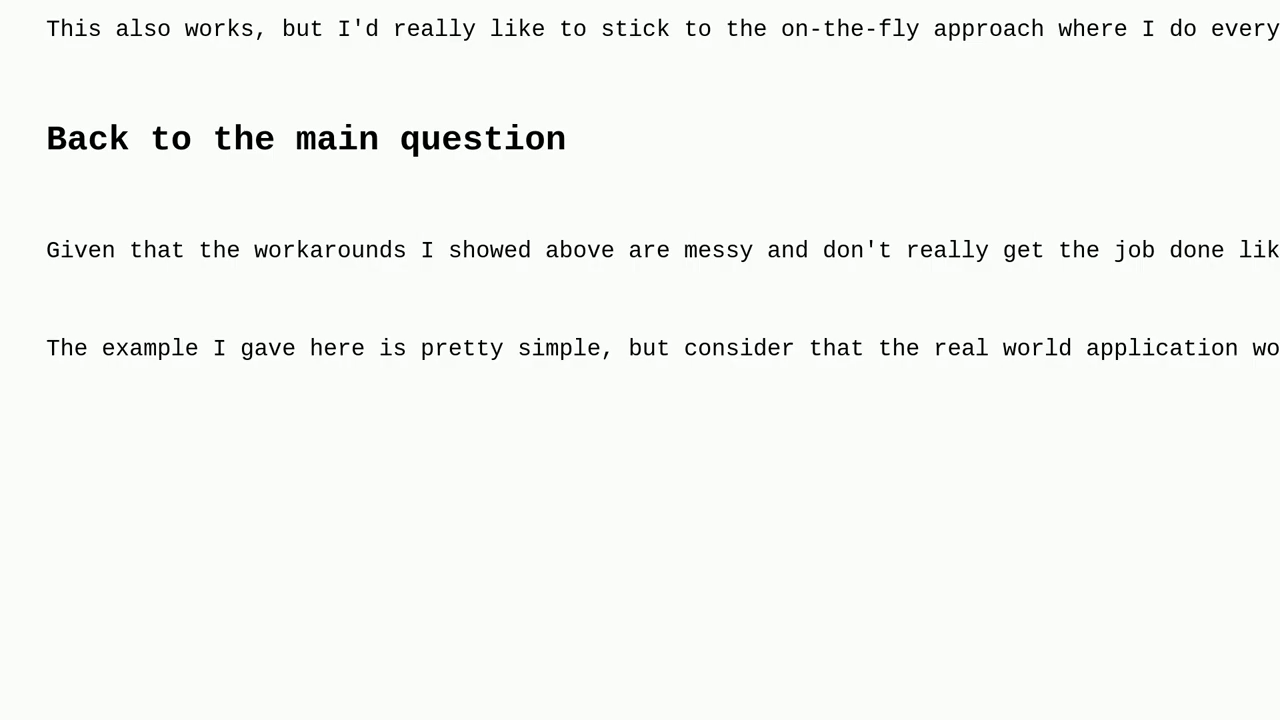 This also works, but I'd really like to stick to the on-the-fly approach where I do every
Back to the main question
Given that the workarounds I showed above are messy and don't really get the job done lik
The example I gave here is pretty simple, but consider that the real world application wo